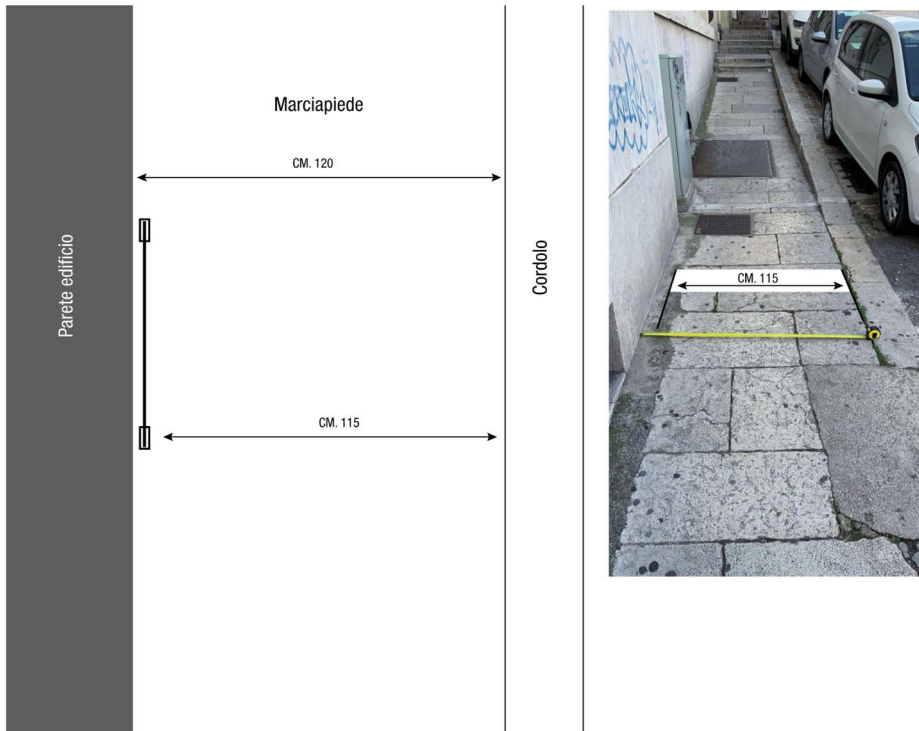 Marciapiede
CM. 120
Parete edificio
Cordolo
CM. 115
CM. 115